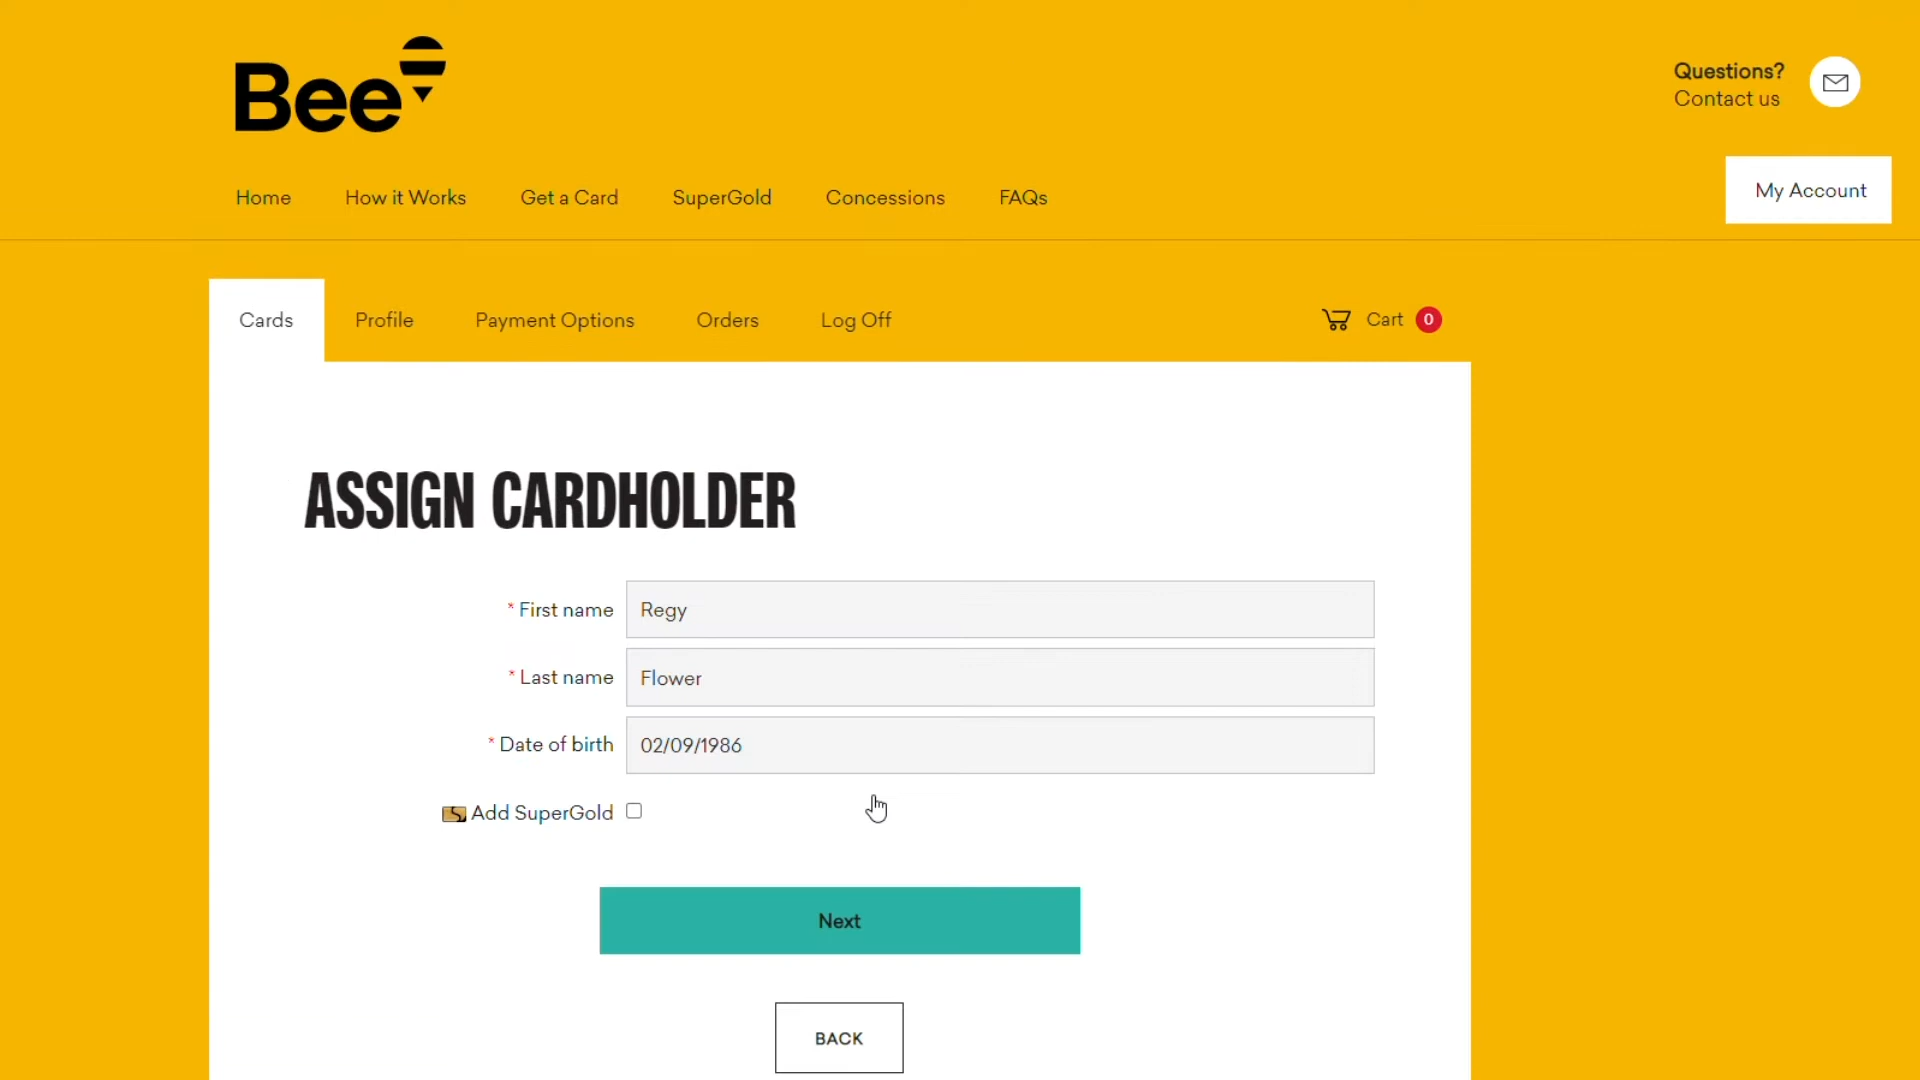 Bee
Questions?
Contact us
Home How it Works Get a Card SuperGold Concessions FAQs
My Account
Cards Profile Payment Options Orders Log Off Cart 0
ASSIGN CARDHOLDER
* First name Regy
* Last name Flower
* Date of birth 02/09/1986
Add SuperGold
Next
BACK